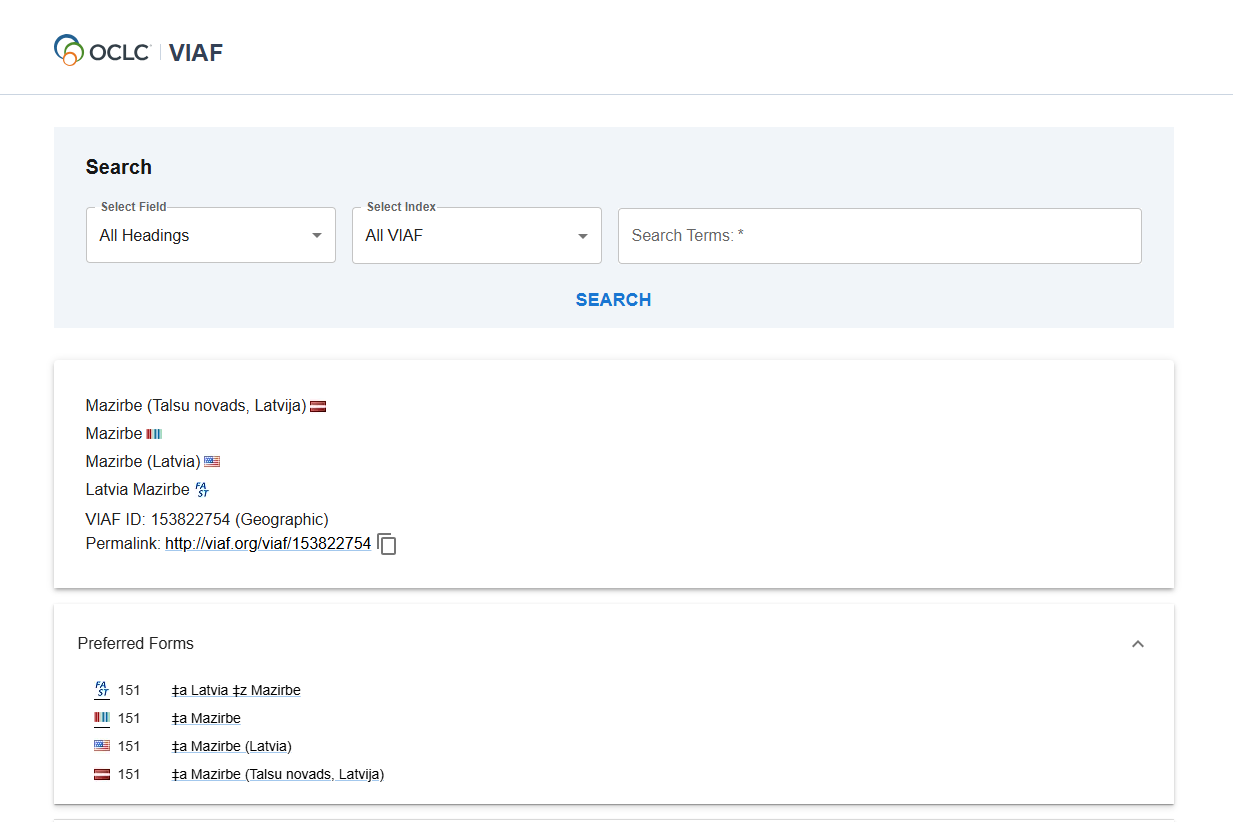 OCLC VIAF
Search
Select Field
All Headings
Select Index
All VIAF
Search Terms: *
SEARCH
Mazirbe (Talsu novads, Latvija)
Mazirbe
Mazirbe (Latvia)
Latvia Mazirbe FAST
VIAF ID: 153822754 (Geographic)
Permalink: http://viaf.org/viaf/153822754
Preferred Forms
FAST 151 ‡a Latvia ‡z Mazirbe
151 ‡a Mazirbe
151 ‡a Mazirbe (Latvia)
151 ‡a Mazirbe (Talsu novads, Latvija)